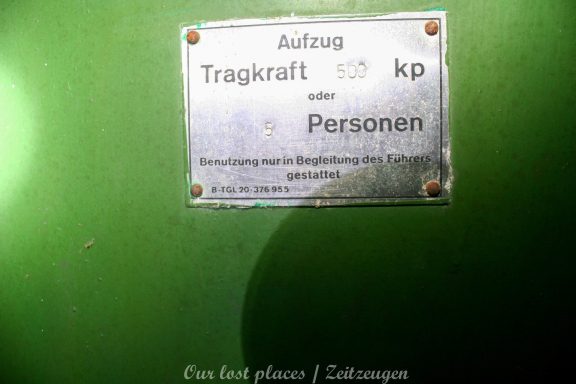 Aufzug
Tragkraft 500 kp
oder
5 Personen
Benutzung nur in Begleitung des Führers
gestattet
B-TGL 20-376 955
Our lost places / Zeitzeugen